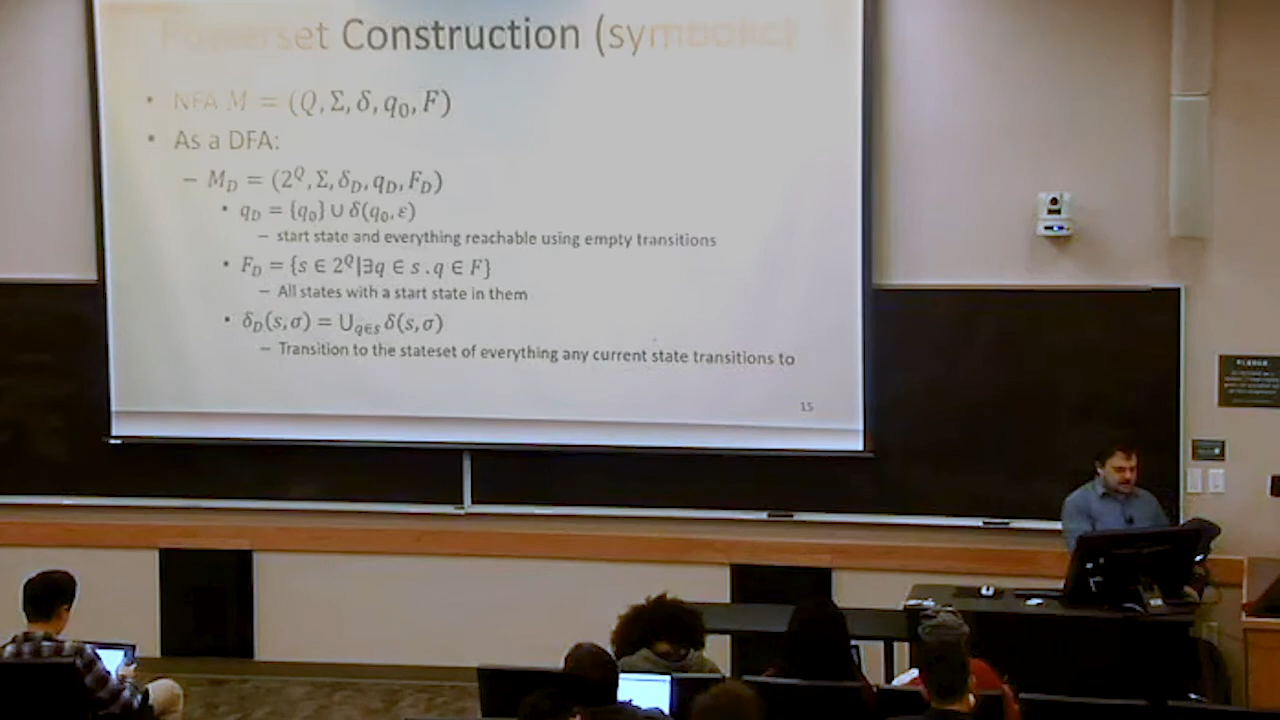 Powerset Construction (symbolic)
• NFA M = (Q, Σ, δ, q₀, F)
• As a DFA:
– M_D = (2^Q, Σ, δ_D, q_D, F_D)
• q_D = {q₀} ∪ δ(q₀, ε)
– start state and everything reachable using empty transitions
• F_D = {s ∈ 2^Q|∃q ∈ s . q ∈ F}
– All states with a start state in them
• δ_D(s, σ) = ⋃_{q∈s} δ(s, σ)
– Transition to the stateset of everything any current state transitions to
15